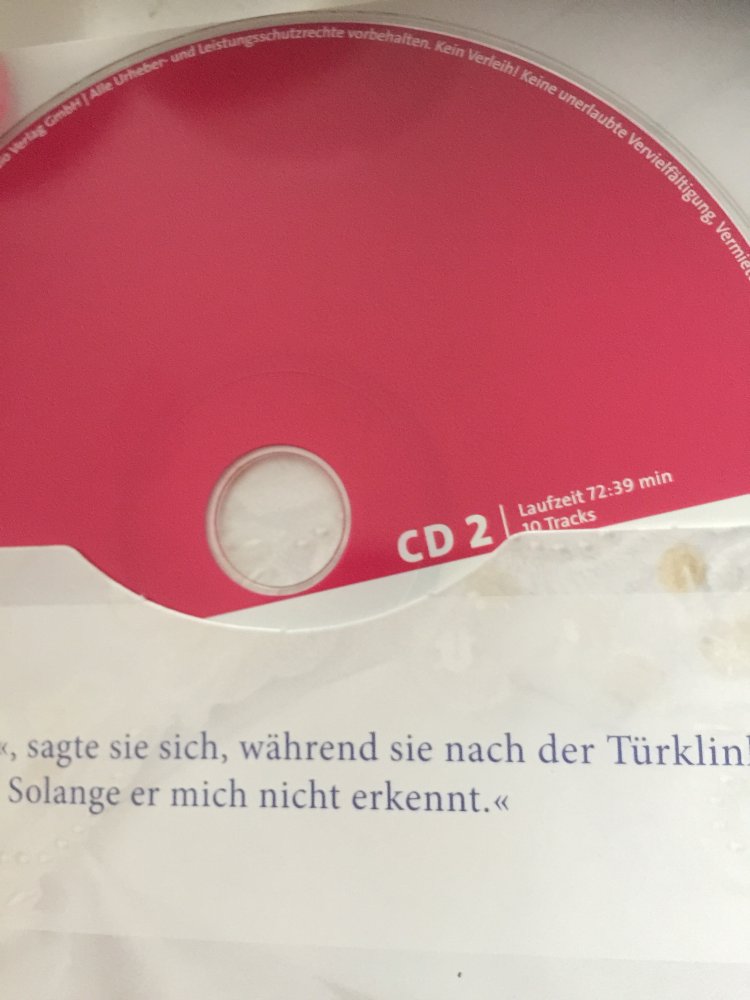 Verlag GmbH | Alle Urheber- und Leistungsschutzrechte vorbehalten. Kein Verleih! Keine unerlaubte Vervielfältigung, Vermiet
CD 2 |
Laufzeit 72:39 min
10 Tracks
«, sagte sie sich, während sie nach der Türklin
Solange er mich nicht erkennt.«